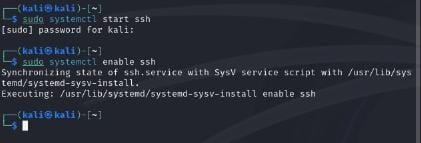 ┌──(kali㉿kali)-[~]
└─$ sudo systemctl start ssh
[sudo] password for kali:
┌──(kali㉿kali)-[~]
└─$ sudo systemctl enable ssh
Synchronizing state of ssh.service with SysV service script with /usr/lib/sys
temd/systemd-sysv-install.
Executing: /usr/lib/systemd/systemd-sysv-install enable ssh
┌──(kali㉿kali)-[~]
└─$